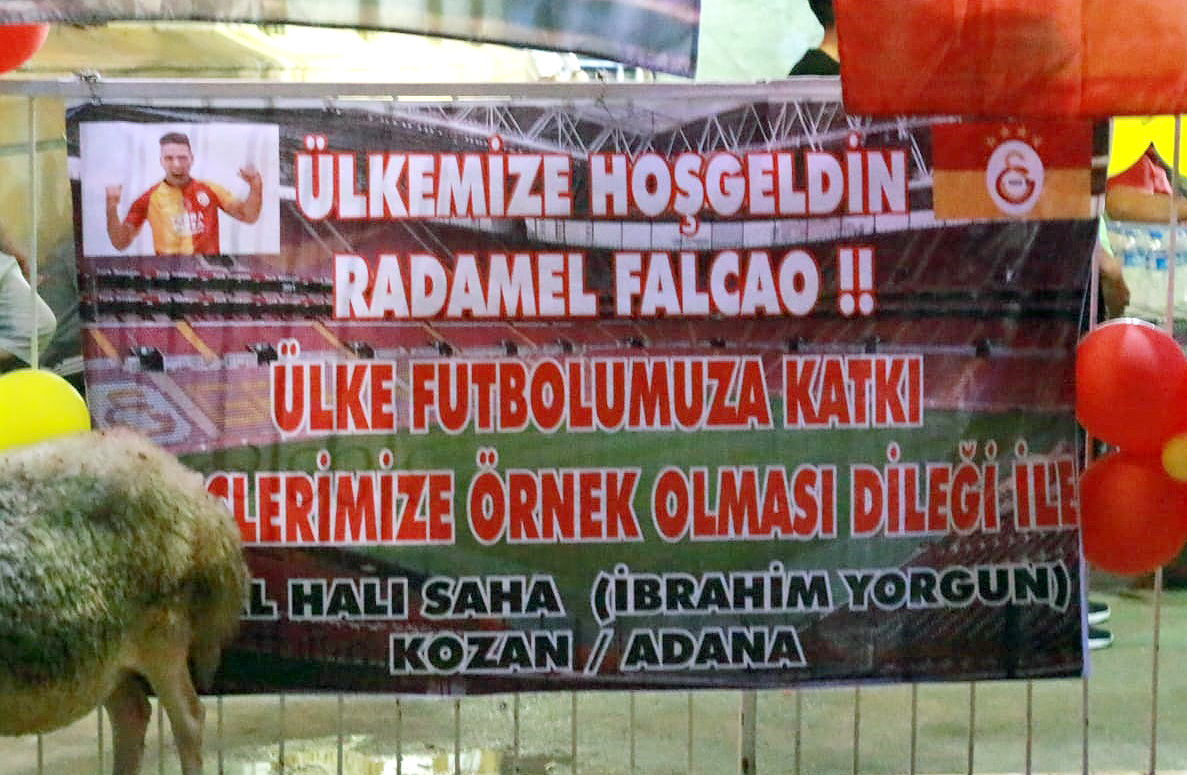 ÜLKEMİZE HOŞGELDİN
RADAMEL FALCAO !!
ÜLKE FUTBOLUMUZA KATKI
ÖRNEK OLMASI DİLEĞİ İLE
HALI SAHA (İBRAHİM YORGUN)
KOZAN / ADANA